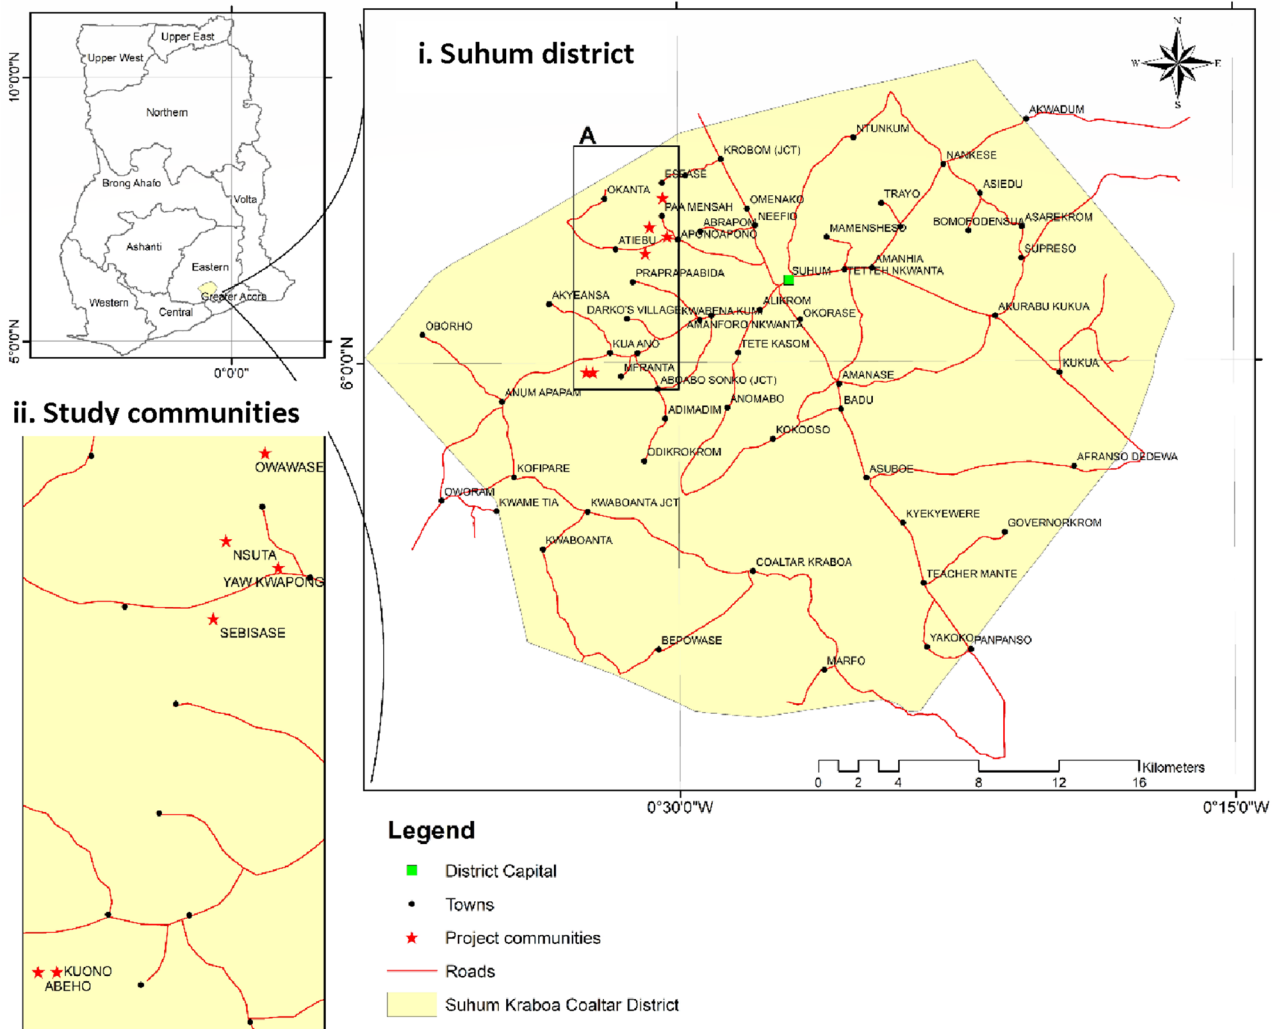 Upper East
Upper West
Northern
Brong Ahafo
Volta
Ashanti
Eastern
Western
Central
Greater Accra
10°0'0"N
5°0'0"N
0°0'0"
i. Suhum district
N
W
E
S
A
AKWADUM
NTUNKUM
KROBOM (JCT)
NANKESE
ESEASE
ASIEDU
OKANTA
TRAYO
OMENAKO
PAA MENSAH
NEEFIO
ABRAPON
BOMOFODENSUA
ASAREKROM
MAMENSHESO
APONOAPONO
ATIEBU
SUPRESO
AMANHIA
PRAPRAPAABIDA
SUHUM
TETTEH NKWANTA
AKYEANSA
ALIKROM
DARKO'S VILLAGE
KWABENA KUMI
AKURABU KUKUA
OKORASE
AMANFORO NKWANTA
OBORHO
KUA ANO
TETE KASOM
KUKUA
MFRANTA
AMANASE
ABOABO SONKO (JCT)
ANUM APAPAM
ANOMABO
BADU
ADIMADIM
KOKOOSO
ODIKROKROM
AFRANSO DEDEWA
KOFIPARE
ASUBOE
OWORAM
KWAME TIA
KWABOANTA JCT
KYEKYEWERE
GOVERNORKROM
KWABOANTA
COALTAR KRABOA
TEACHER MANTE
BEPOWASE
YAKOKO
PANPANSO
MARFO
0 2 4 8 12 16
Kilometers
6°0'0"N
0°30'0"W
0°15'0"W
ii. Study communities
OWAWASE
NSUTA
YAW KWAPONG
SEBISASE
KUONO
ABEHO
Legend
District Capital
Towns
Project communities
Roads
Suhum Kraboa Coaltar District